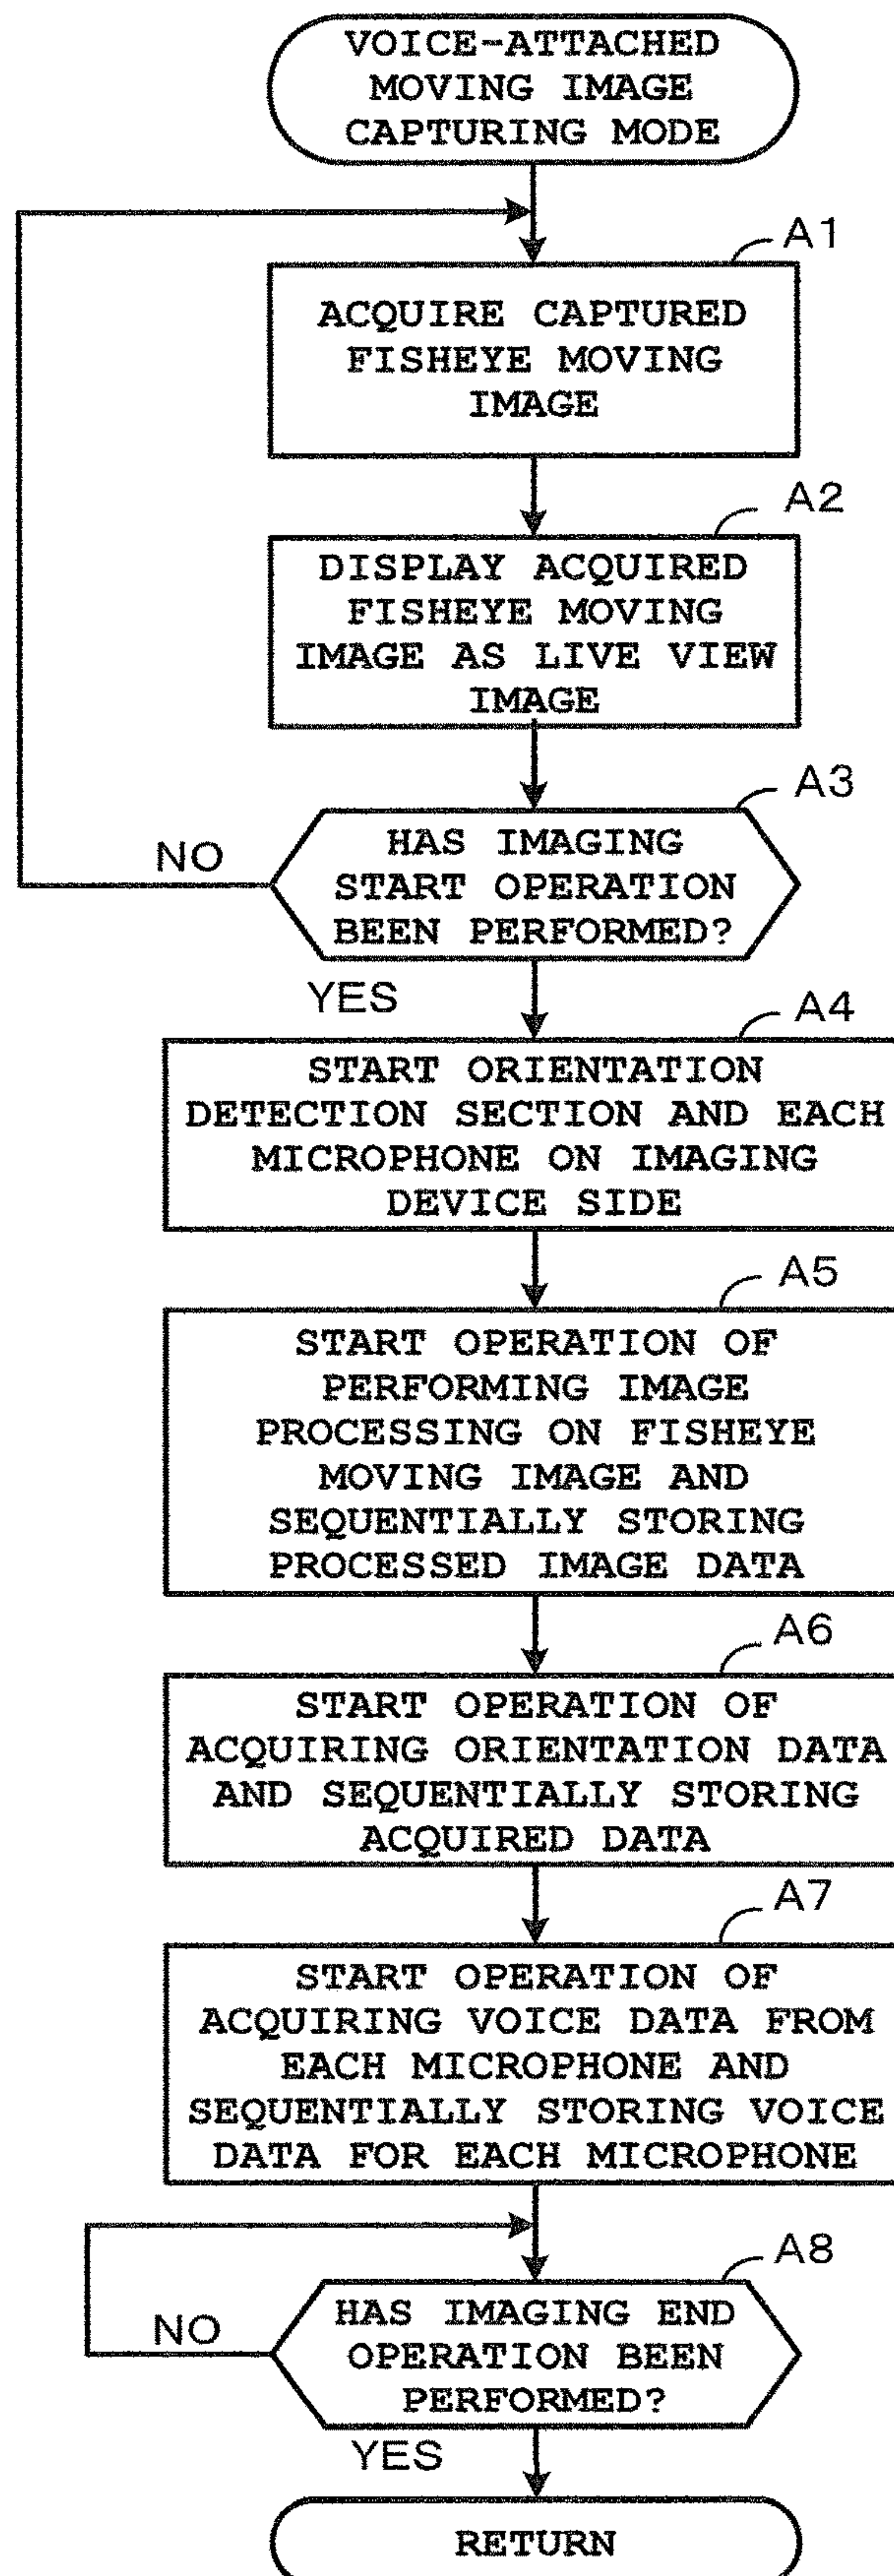 VOICE-ATTACHED
MOVING IMAGE
CAPTURING MODE
A1
ACQUIRE CAPTURED
FISHEYE MOVING
IMAGE
A2
DISPLAY ACQUIRED
FISHEYE MOVING
IMAGE AS LIVE VIEW
IMAGE
A3
HAS IMAGING
START OPERATION
BEEN PERFORMED?
NO
YES
A4
START ORIENTATION
DETECTION SECTION AND EACH
MICROPHONE ON IMAGING
DEVICE SIDE
A5
START OPERATION OF
PERFORMING IMAGE
PROCESSING ON FISHEYE
MOVING IMAGE AND
SEQUENTIALLY STORING
PROCESSED IMAGE DATA
A6
START OPERATION OF
ACQUIRING ORIENTATION DATA
AND SEQUENTIALLY STORING
ACQUIRED DATA
A7
START OPERATION OF
ACQUIRING VOICE DATA FROM
EACH MICROPHONE AND
SEQUENTIALLY STORING VOICE
DATA FOR EACH MICROPHONE
A8
HAS IMAGING END
OPERATION BEEN
PERFORMED?
NO
YES
RETURN